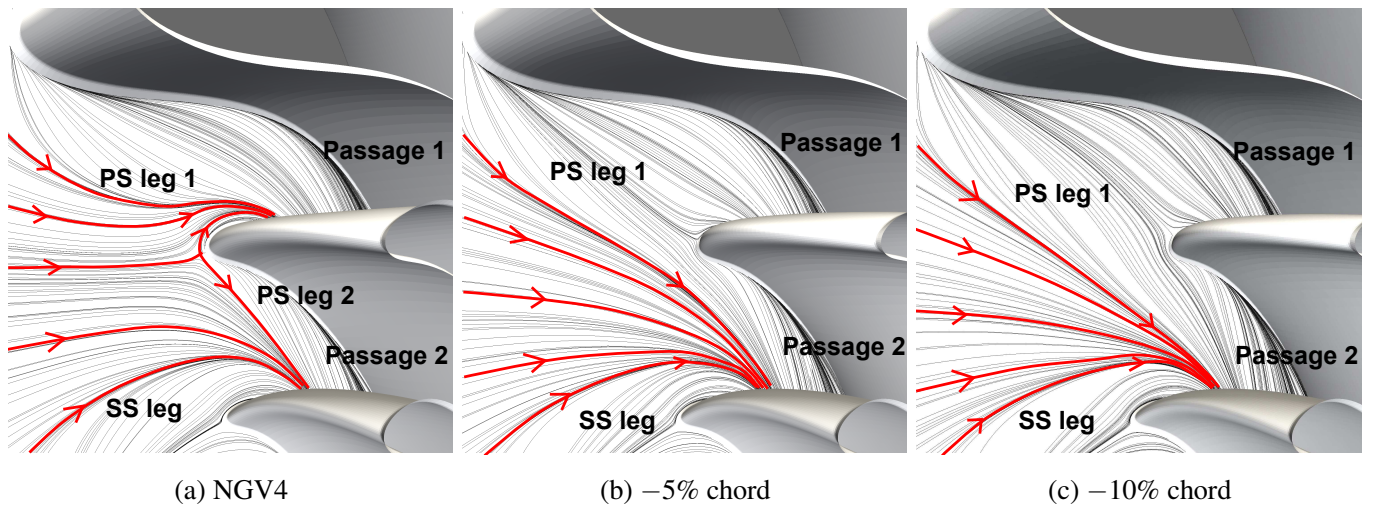 Passage 1
PS leg 1
PS leg 2
Passage 2
SS leg
(a) NGV4
Passage 1
PS leg 1
Passage 2
SS leg
(b) −5% chord
Passage 1
PS leg 1
Passage 2
SS leg
(c) −10% chord